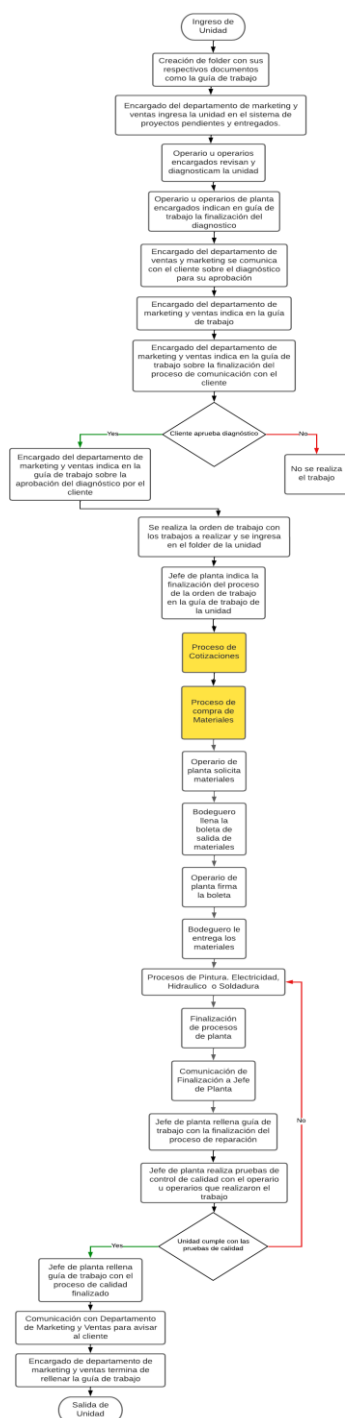 Ingreso de
Unidad
Creación de folder con sus
respectivos documentos
como la guía de trabajo
Encargado del departamento de marketing y
ventas ingresa la unidad en el sistema de
proyectos pendientes y entregados.
Operario u operarios
encargados revisan y
diagnosticam la unidad
Operario u operarios de planta
encargados indican en guía de
trabajo la finalización del
diagnostico
Encargado del departamento de
ventas y marketing se comunica
con el cliente sobre el diagnóstico
para su aprobación
Encargado del departamento de
marketing y ventas indica en la guía
de trabajo
Encargado del departamento de
marketing y ventas indica en la guía de
trabajo sobre la finalización del
proceso de comunicación con el
cliente
Cliente aprueba diagnóstico
Yes
No
Encargado del departamento de
marketing y ventas indica en la
guía de trabajo sobre la
aprobación del diagnóstico por el
cliente
No se realiza
el trabajo
Se realiza la orden de trabajo con
los trabajos a realizar y se ingresa
en el folder de la unidad
Jefe de planta indica la
finalización del proceso
de la orden de trabajo
en la guía de trabajo de
la unidad
Proceso de
Cotizaciones
Proceso de
compra de
Materiales
Operario de
planta solicita
materiales
Bodeguero
llena la
boleta de
salida de
materiales
Operario de
planta firma
la boleta
Bodeguero le
entrega los
materiales
Procesos de Pintura. Electricidad,
Hidraulico o Soldadura
Finalización
de procesos
de planta
Comunicación de
Finalización a Jefe
de Planta
No
Jefe de planta rellena guía de
trabajo con la finalización del
proceso de reparación
Jefe de planta realiza pruebas de
control de calidad con el operario
u operarios que realizaron el
trabajo
Unidad cumple con las
pruebas de calidad
Yes
Jefe de planta rellena
guía de trabajo con el
proceso de calidad
finalizado
Comunicación con Departamento
de Marketing y Ventas para avisar
al cliente
Encargado de departamento de
marketing y ventas termina de
rellenar la guía de trabajo
Salida de
Unidad